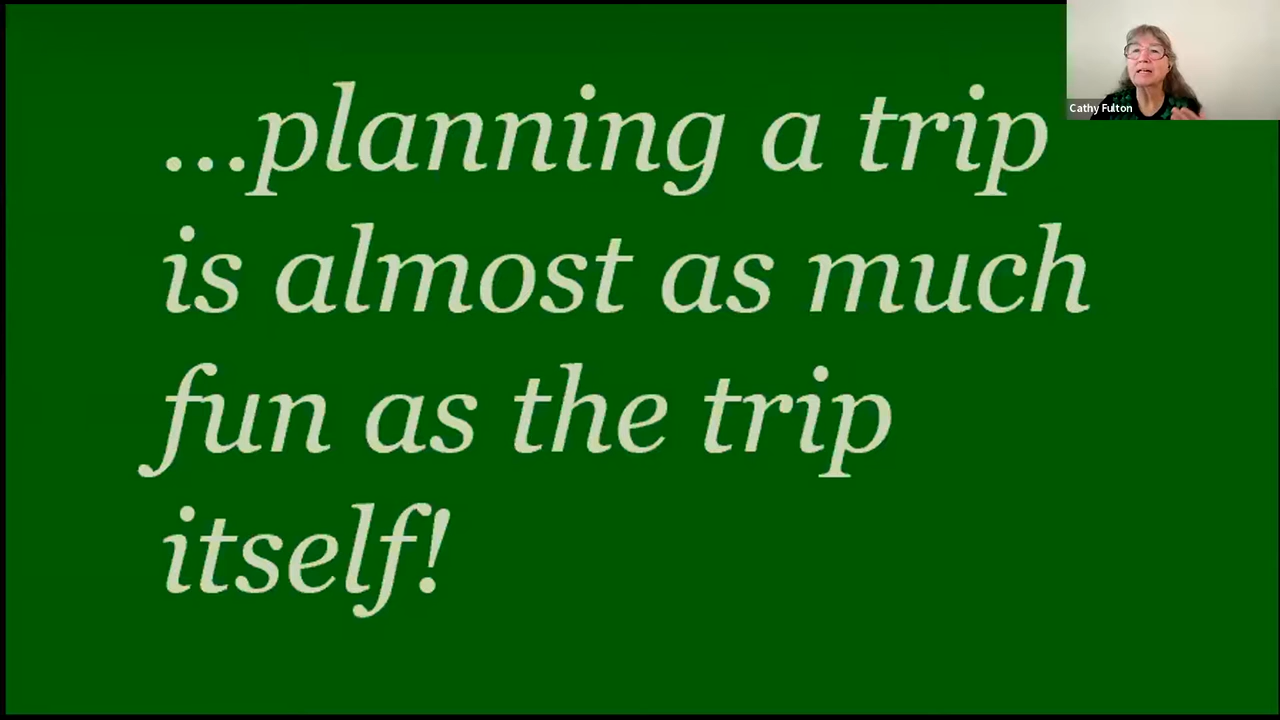 ...planning a trip
is almost as much
fun as the trip
itself!
Cathy Fulton